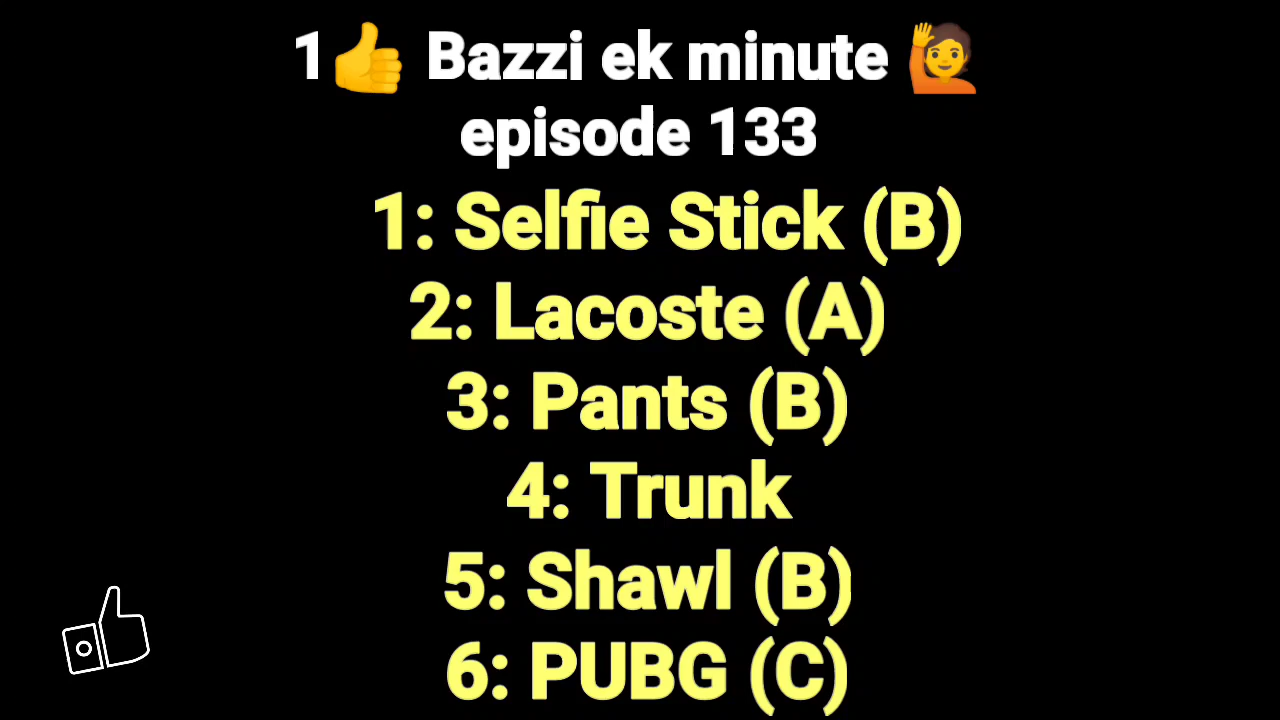 1👍 Bazzi ek minute 🙋
episode 133
1: Selfie Stick (B)
2: Lacoste (A)
3: Pants (B)
4: Trunk
5: Shawl (B)
6: PUBG (C)